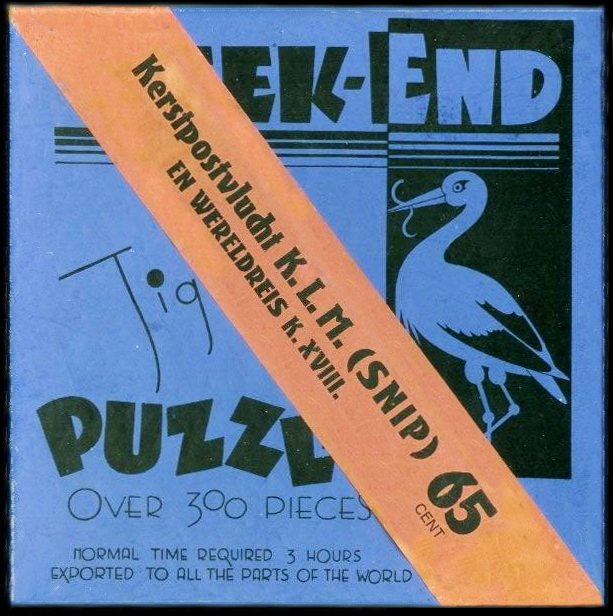 EK-END
Kerstpostvlucht K.L.M. (SNIP)
EN WERELDREIS K. XVIII.
65
CENT
Jig
PUZZL
OVER 300 PIECES
NORMAL TIME REQUIRED 3 HOURS
EXPORTED TO ALL THE PARTS OF THE WORLD